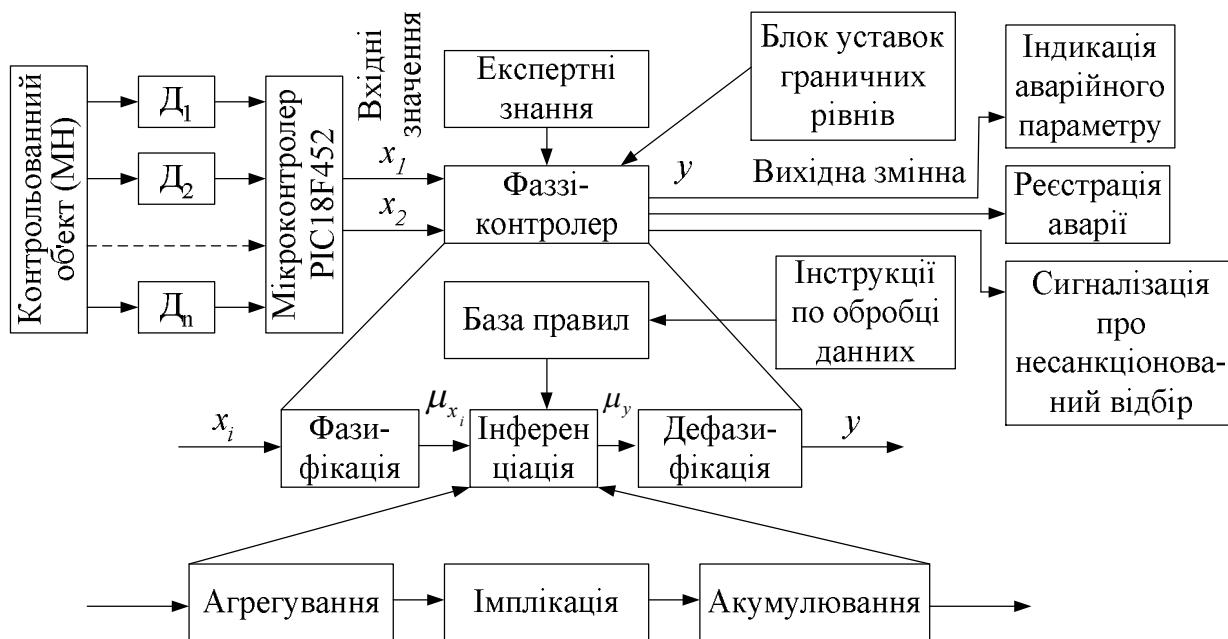 Контрольованний
об'ект (МН)
Д1
Д2
Дn
Мікроконтролер
PIC18F452
Вхідні
значення
x1
x2
Експертні
знання
Фаззі-
контролер
Блок уставок
граничних
рівнів
y
Вихідна змінна
Індикація
аварійного
параметру
Реєстрація
аварії
Сигналізація
про
несанкціонова-
ний відбір
База правил
Інструкції
по обробці
данних
xi
Фази-
фікація
μxi
Інферен
ціація
μy
Дефази-
фікація
y
Агрегування
Імплікація
Акумулювання